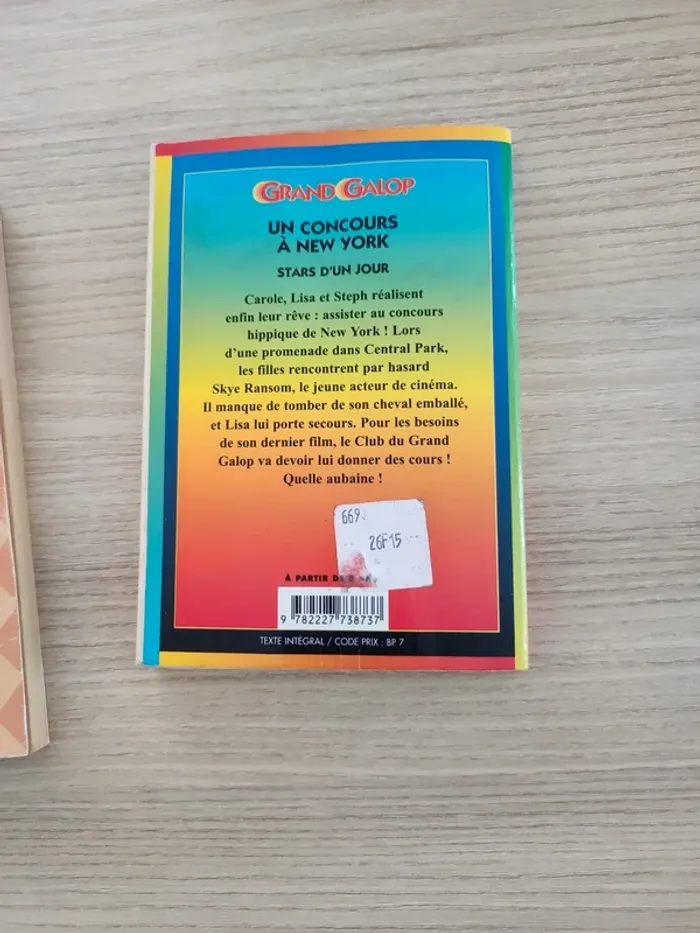 GRAND GALOP
UN CONCOURS
À NEW YORK
STARS D'UN JOUR
Carole, Lisa et Steph réalisent
enfin leur rêve : assister au concours
hippique de New York ! Lors
d'une promenade dans Central Park,
les filles rencontrent par hasard
Skye Ransom, le jeune acteur de cinéma.
Il manque de tomber de son cheval emballé,
et Lisa lui porte secours. Pour les besoins
de son dernier film, le Club du Grand
Galop va devoir lui donner des cours !
Quelle aubaine !
669
26F15
À PARTIR DE
9 782227 738737
TEXTE INTÉGRAL / CODE PRIX : BP 7